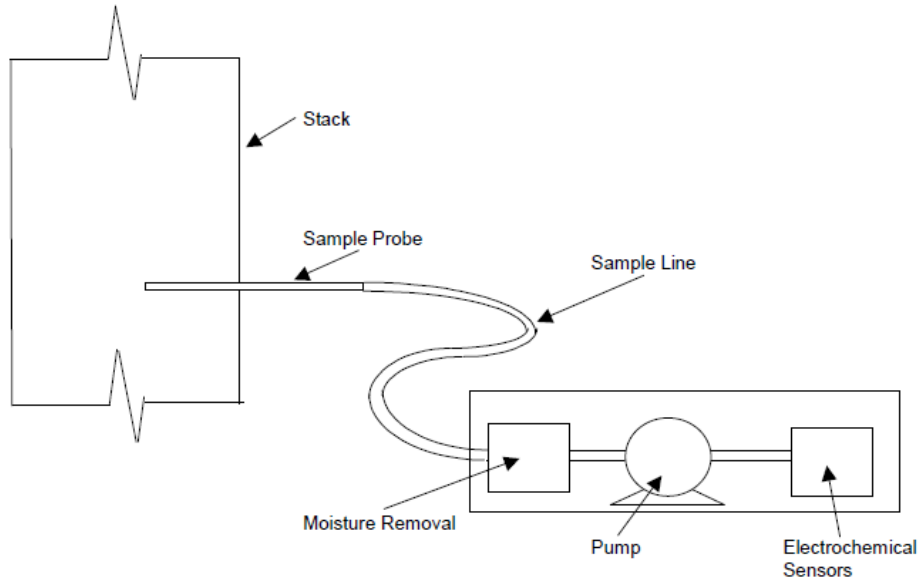 Stack
Sample Probe
Sample Line
Moisture Removal
Pump
Electrochemical
Sensors